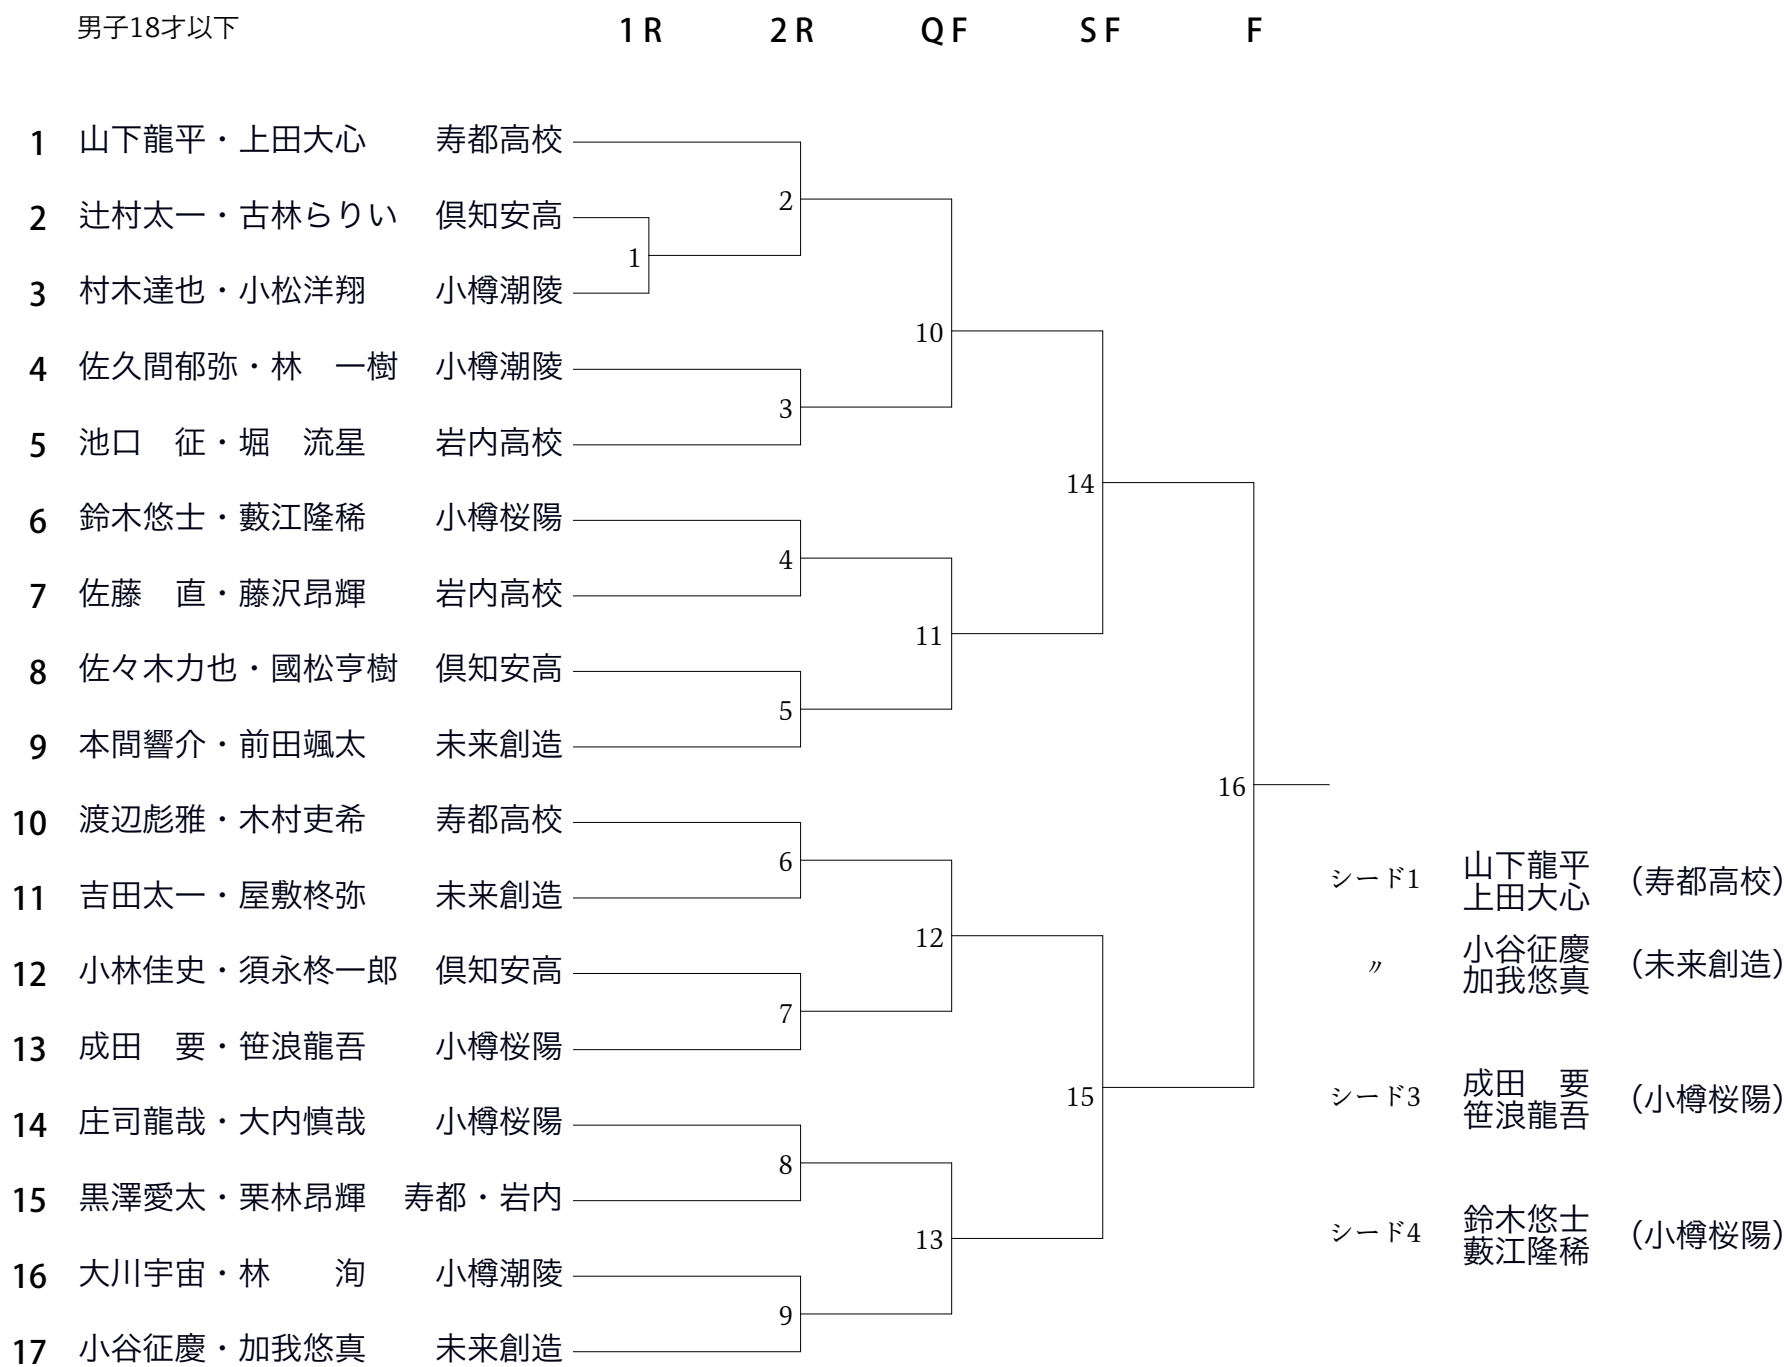 男子18才以下　1R　2R　QF　SF　F
1　山下龍平・上田大心　寿都高校
2
2　辻村太一・古林らりい　倶知安高
1
3　村木達也・小松洋翔　小樽潮陵
10
4　佐久間郁弥・林　一樹　小樽潮陵
3
5　池口　征・堀　流星　岩内高校
14
6　鈴木悠士・藪江隆稀　小樽桜陽
4
7　佐藤　直・藤沢昂輝　岩内高校
11
8　佐々木力也・國松亨樹　倶知安高
5
9　本間響介・前田颯太　未来創造
16
10　渡辺彪雅・木村吏希　寿都高校
6
11　吉田太一・屋敷柊弥　未来創造
12
12　小林佳史・須永柊一郎　倶知安高
7
13　成田　要・笹浪龍吾　小樽桜陽
15
14　庄司龍哉・大内慎哉　小樽桜陽
8
15　黒澤愛太・栗林昂輝　寿都・岩内
13
16　大川宇宙・林　　洵　小樽潮陵
9
17　小谷征慶・加我悠真　未来創造
シード1　山下龍平　（寿都高校）
上田大心
〃　小谷征慶　（未来創造）
加我悠真
シード3　成田　要　（小樽桜陽）
笹浪龍吾
シード4　鈴木悠士　（小樽桜陽）
藪江隆稀